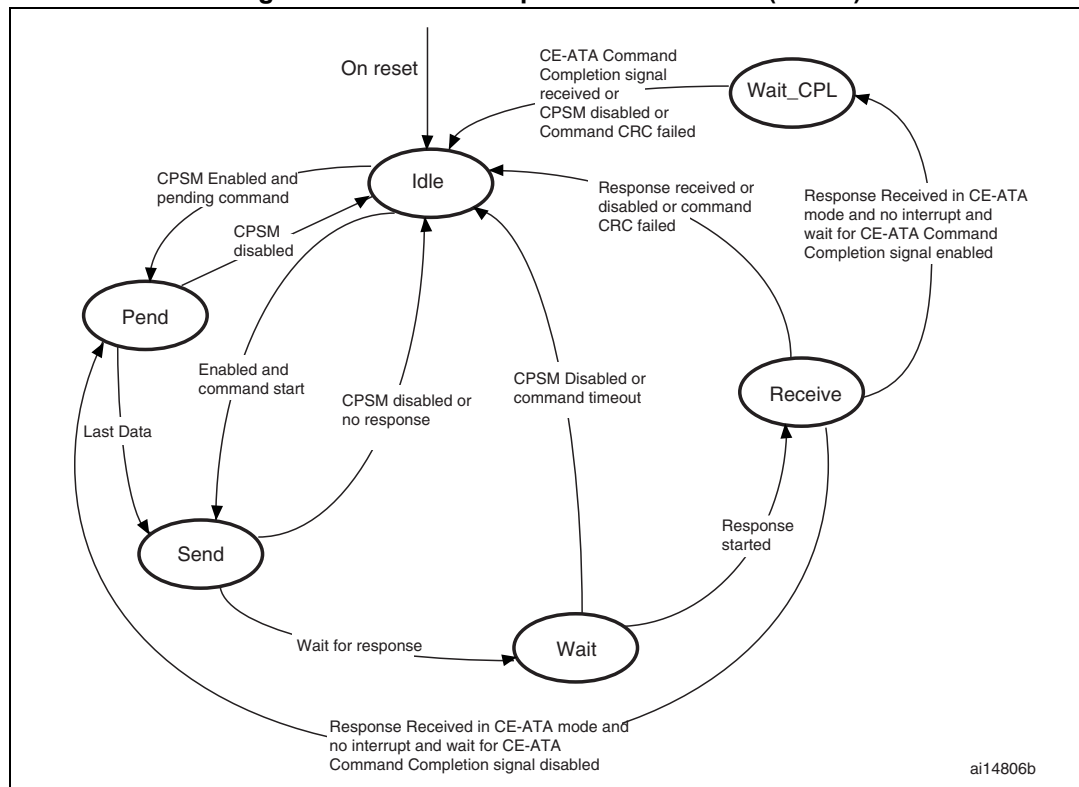 On reset
CE-ATA Command
Completion signal
received or
CPSM disabled or
Command CRC failed
Wait_CPL
Idle
CPSM Enabled and
pending command
CPSM
disabled
Response received or
disabled or command
CRC failed
Response Received in CE-ATA
mode and no interrupt and
wait for CE-ATA Command
Completion signal enabled
Pend
Enabled and
command start
CPSM disabled or
no response
CPSM Disabled or
command timeout
Receive
Last Data
Send
Response
started
Wait for response
Wait
Response Received in CE-ATA mode and
no interrupt and wait for CE-ATA
Command Completion signal disabled
ai14806b